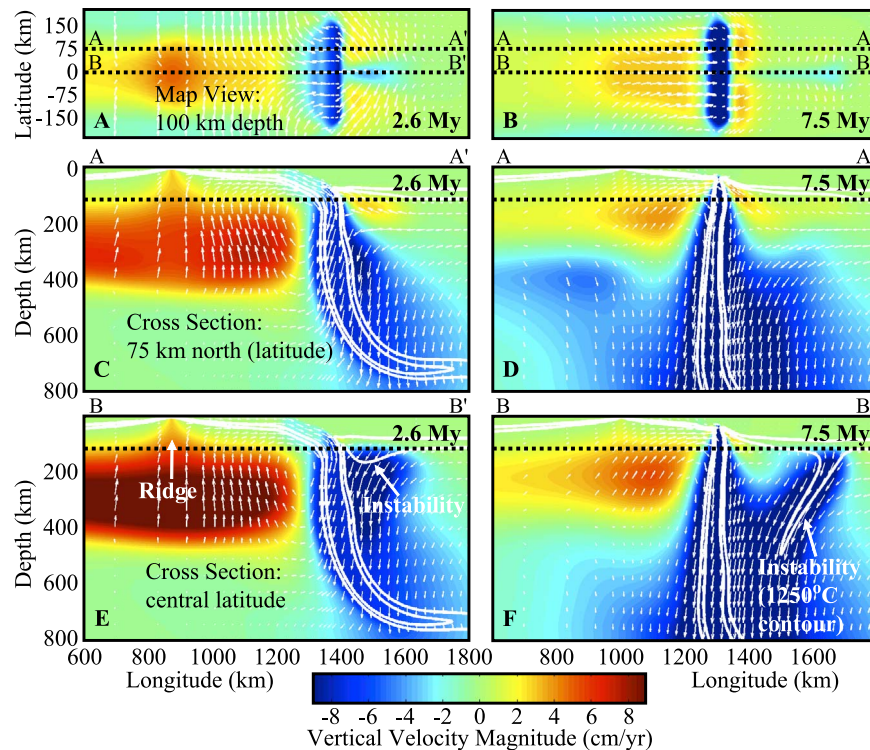 150 A A' A
75
0 B B' B
-75 Map View:
-150 A 100 km depth 2.6 My B 7.5 My
Latitude (km)
A A' A A
0 2.6 My 7.5 My
200
400
600 Cross Section:
C 75 km north (latitude) D
800
Depth (km)
B B' B B
2.6 My 7.5 My
200
Ridge Instability
400
600 Cross Section: Instability
central latitude (1250°C
E F contour)
800
Depth (km)
600 800 1000 1200 1400 1600 1800 1200 1400 1600
Longitude (km) Longitude (km)
-8 -6 -4 -2 0 2 4 6 8
Vertical Velocity Magnitude (cm/yr)